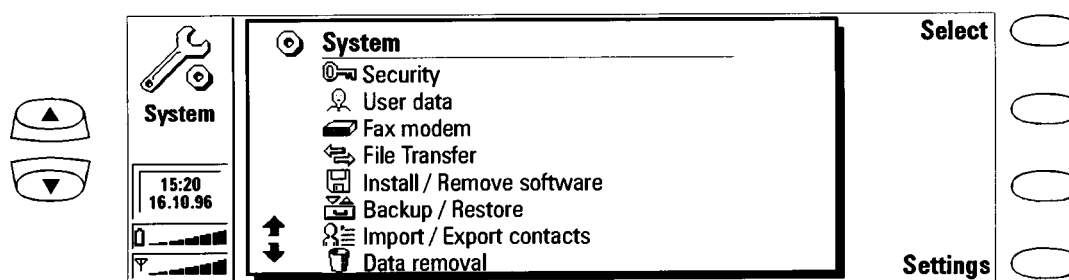 System
15:20
16.10.96
System
Security
User data
Fax modem
File Transfer
Install / Remove software
Backup / Restore
Import / Export contacts
Data removal
Select
Settings